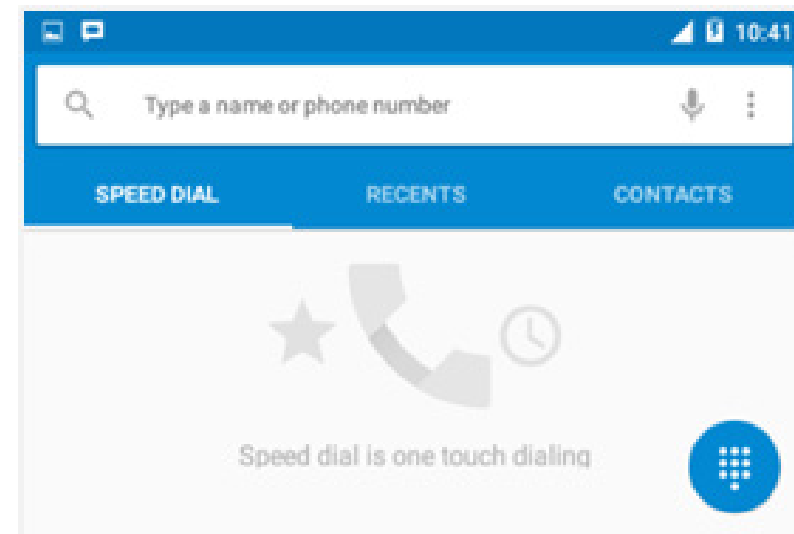 10:41
Type a name or phone number
SPEED DIAL RECENTS CONTACTS
Speed dial is one touch dialing